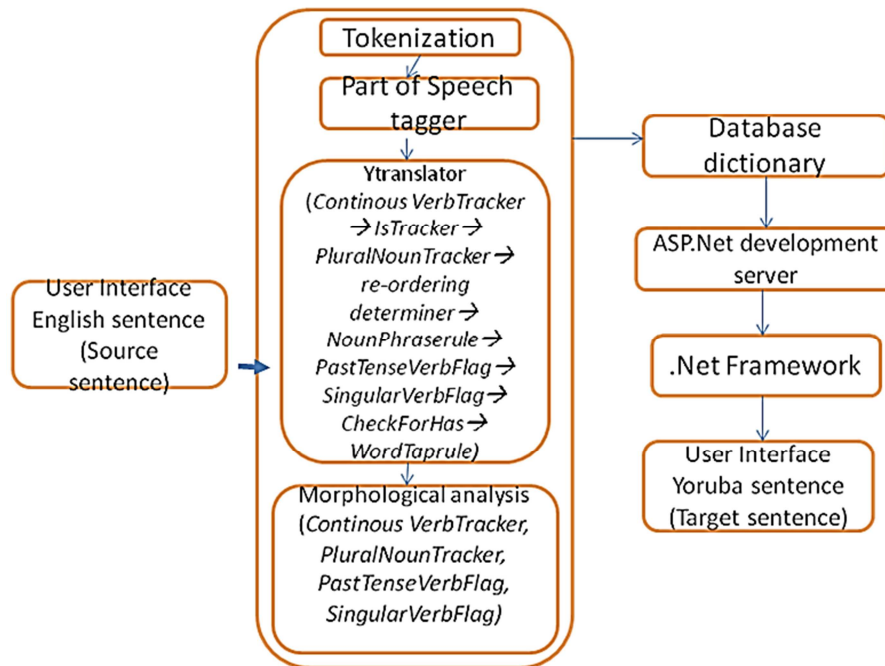 Tokenization
Part of Speech
tagger
Ytranslator
(Continous VerbTracker
→IsTracker→
PluralNounTracker→
re-ordering
determiner→
NounPhraserule→
PastTenseVerbFlag→
SingularVerbFlag→
CheckForHas→
WordTaprule)
Morphological analysis
(Continous VerbTracker,
PluralNounTracker,
PastTenseVerbFlag,
SingularVerbFlag)
User Interface
English sentence
(Source
sentence)
Database
dictionary
ASP.Net development
server
.Net Framework
User Interface
Yoruba sentence
(Target sentence)